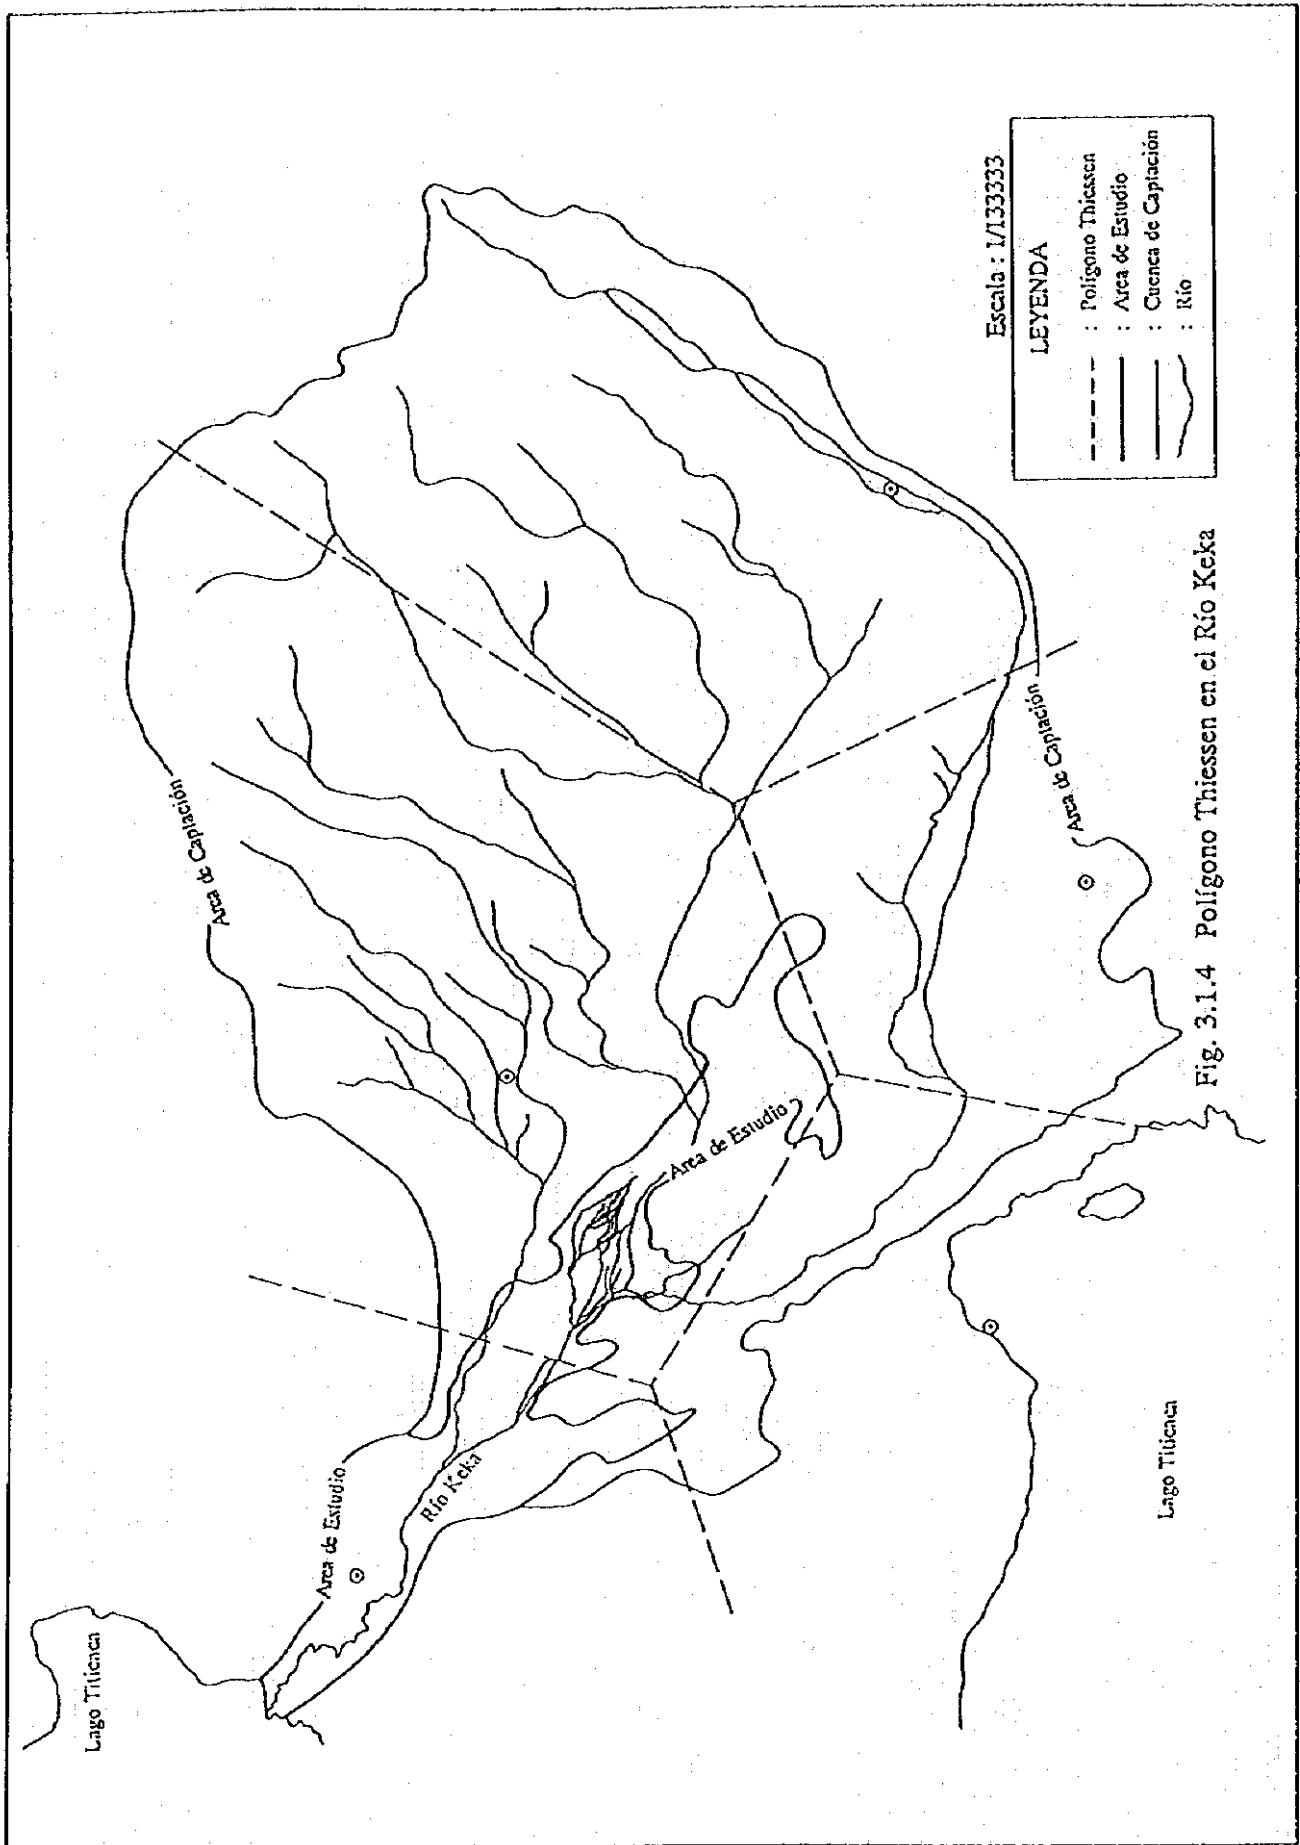 Lago Titicaca
Area de Estudio
Río Keka
Area de Captación
Area de Estudio
Area de Captación
Lago Titicaca
Escala : 1/133333
LEYENDA
: Polígono Thiessen
: Area de Estudio
: Cuenca de Captación
: Río
Fig. 3.1.4 Polígono Thiessen en el Río Keka